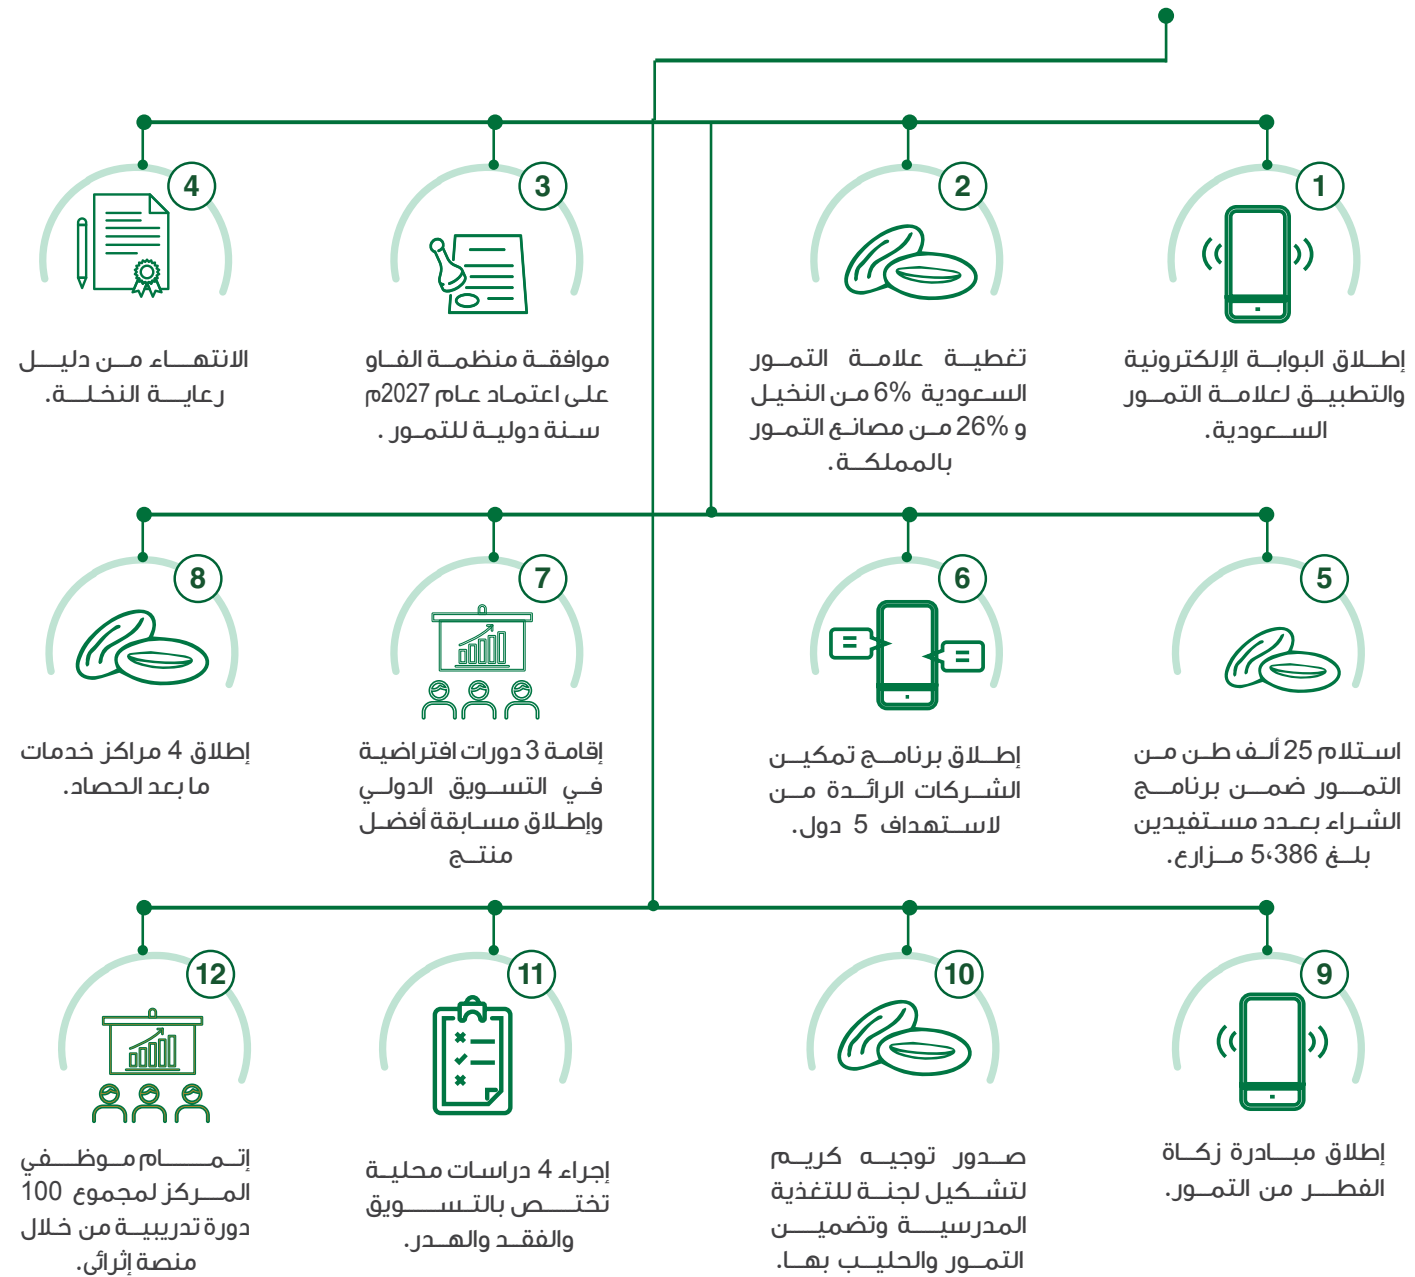 1
إطلاق البوابة الإلكترونية
والتطبيق لعلامة التمور
السعودية.
2
تغطية علامة التمور
السعودية 6% من النخيل
و 26% من مصانع التمور
بالمملكة.
3
موافقة منظمة الفاو
على اعتماد عام 2027م
سنة دولية للتمور .
4
الانتهاء من دليل
رعاية النخلة.
5
استلام 25 ألف طن من
التمور ضمن برنامج
الشراء بعدد مستفيدين
بلغ 5،386 مزارع.
6
إطلاق برنامج تمكين
الشركات الرائدة من
لاستهداف 5 دول.
7
إقامة 3 دورات افتراضية
في التسويق الدولي
وإطلاق مسابقة أفضل
منتج
8
إطلاق 4 مراكز خدمات
ما بعد الحصاد.
9
إطلاق مبادرة زكاة
الفطر من التمور.
10
صدور توجيه كريم
لتشكيل لجنة للتغذية
المدرسية وتضمين
التمور والحليب بها.
11
إجراء 4 دراسات محلية
تختص بالتسويق
والفقد والهدر.
12
إتمام موظفي
المركز لمجموع 100
دورة تدريبية من خلال
منصة إثرائي.